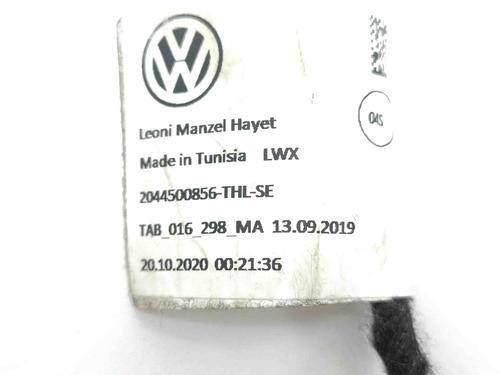 VW
04S
Leoni Manzel Hayet
Made in Tunisia LWX
2044500856-THL-SE
TAB_016_298_MA 13.09.2019
20.10.2020 00:21:36